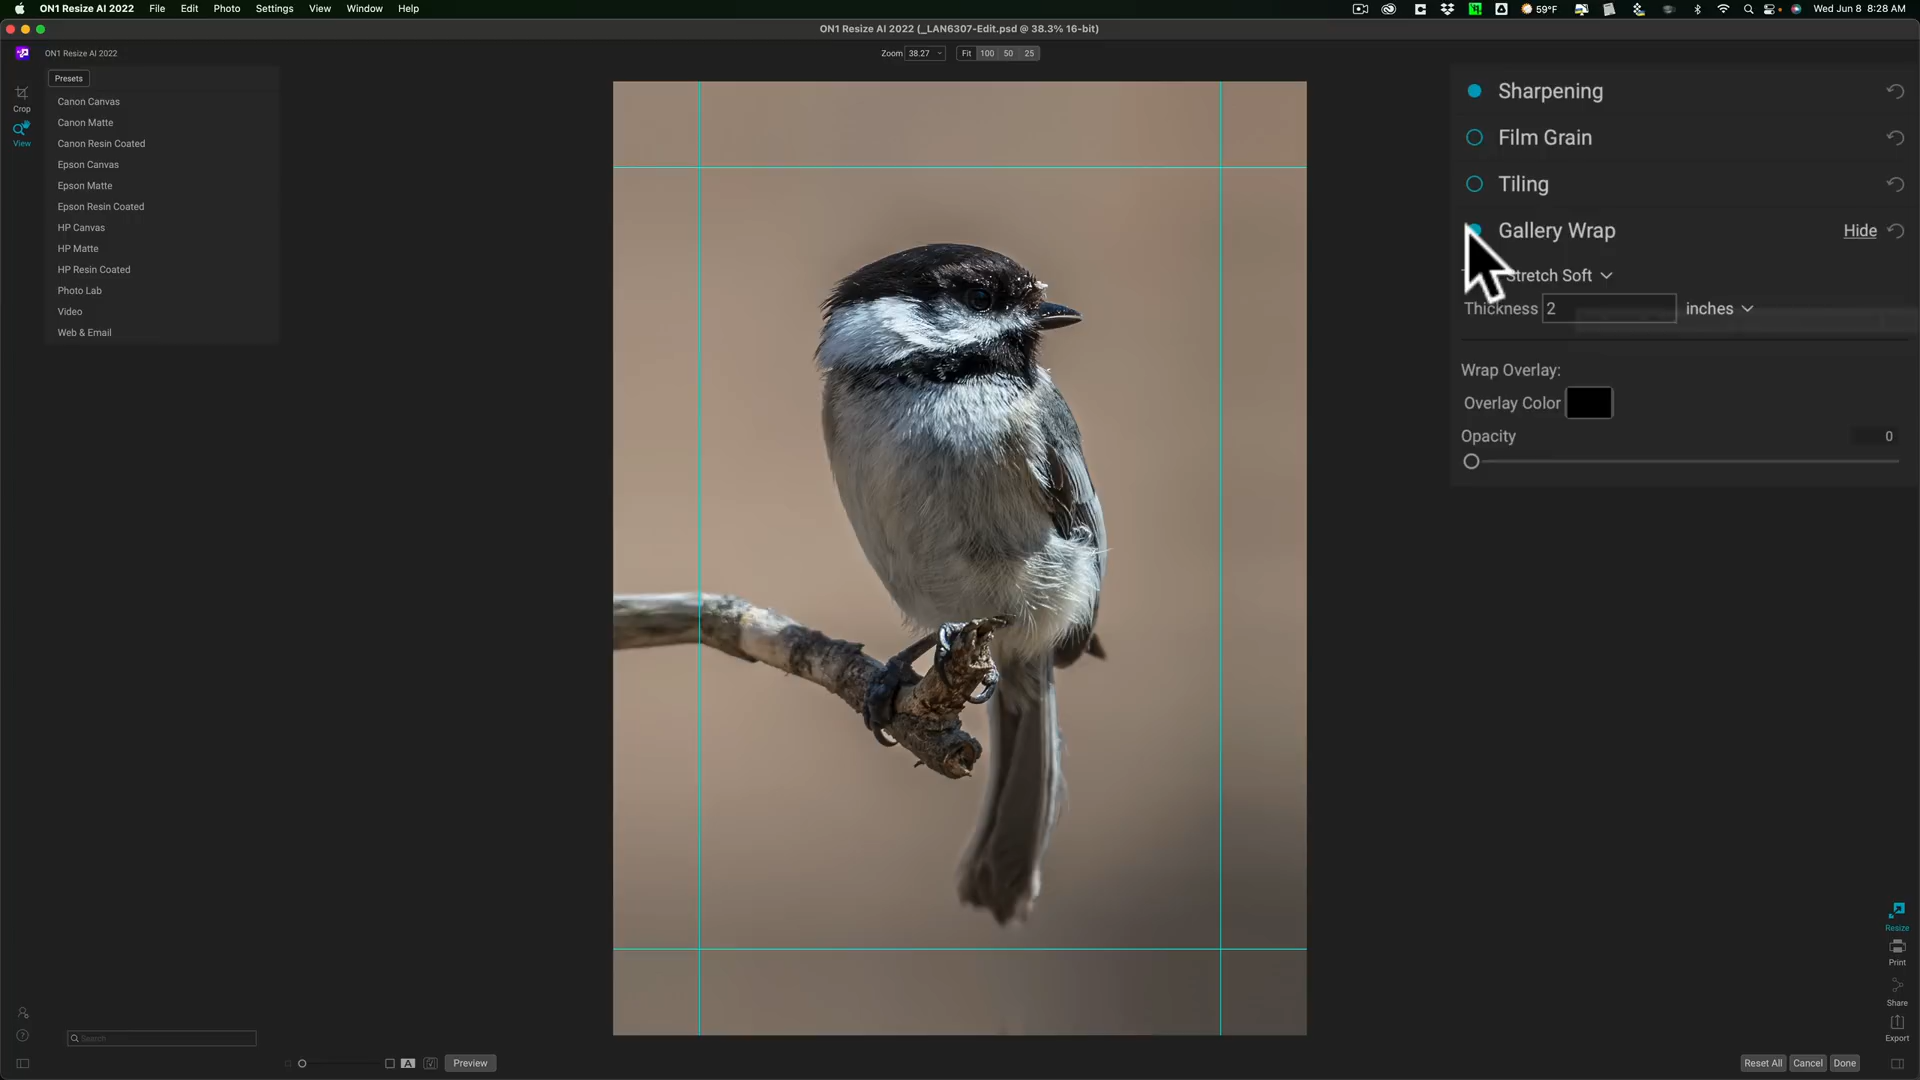 ON1 Resize AI 2022 File Edit Photo Settings View Window Help
59°F Wed Jun 8 8:28 AM
ON1 Resize AI 2022 (_LAN6307-Edit.psd @ 38.3% 16-bit)
ON1 Resize AI 2022
Zoom 38.27 Fit 100 50 25
Presets
Crop
View
Canon Canvas
Canon Matte
Canon Resin Coated
Epson Canvas
Epson Matte
Epson Resin Coated
HP Canvas
HP Matte
HP Resin Coated
Photo Lab
Video
Web & Email
Sharpening
Film Grain
Tiling
Gallery Wrap Hide
Stretch Soft
Thickness 2 inches
Wrap Overlay:
Overlay Color
Opacity 0
Resize
Print
Share
Export
Search
A Preview
Reset All Cancel Done